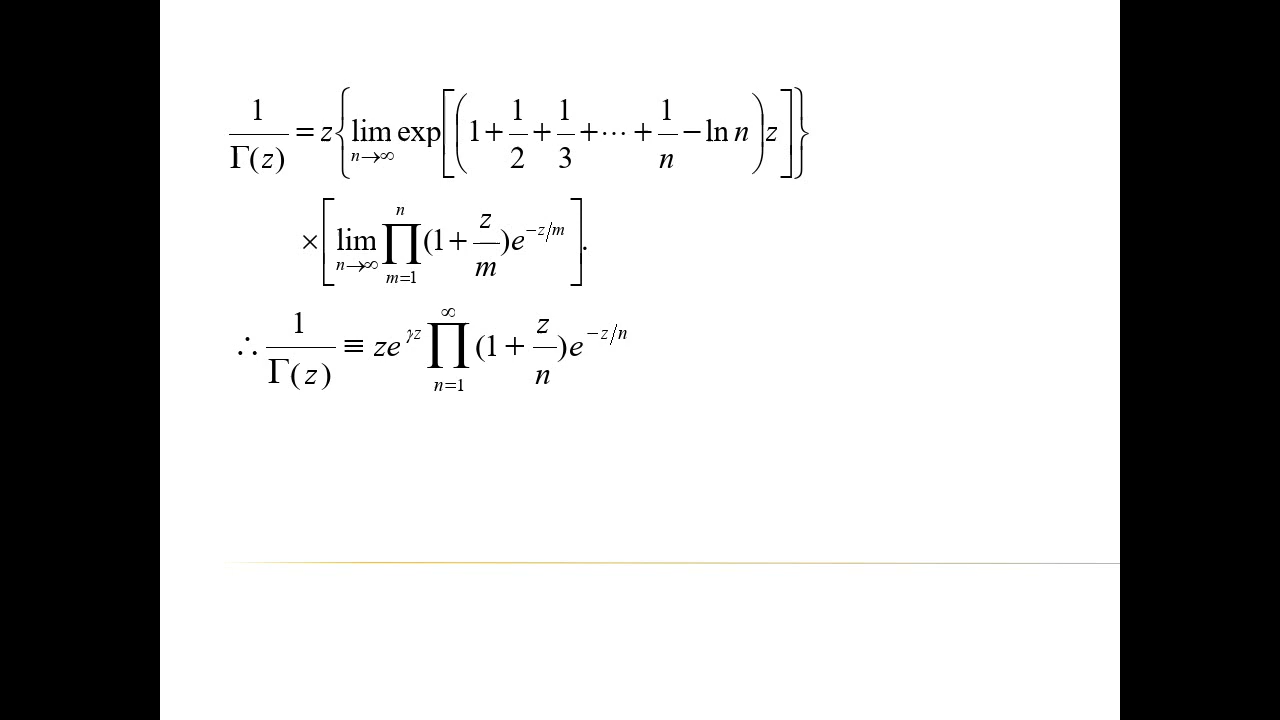 1/Γ(z) = z{lim_{n→∞} exp[(1 + 1/2 + 1/3 + ⋯ + 1/n − ln n)z]}
×[lim_{n→∞} ∏_{m=1}^{n} (1 + z/m)e^{−z/m}].
∴ 1/Γ(z) ≡ ze^{γz} ∏_{n=1}^{∞} (1 + z/n)e^{−z/n}